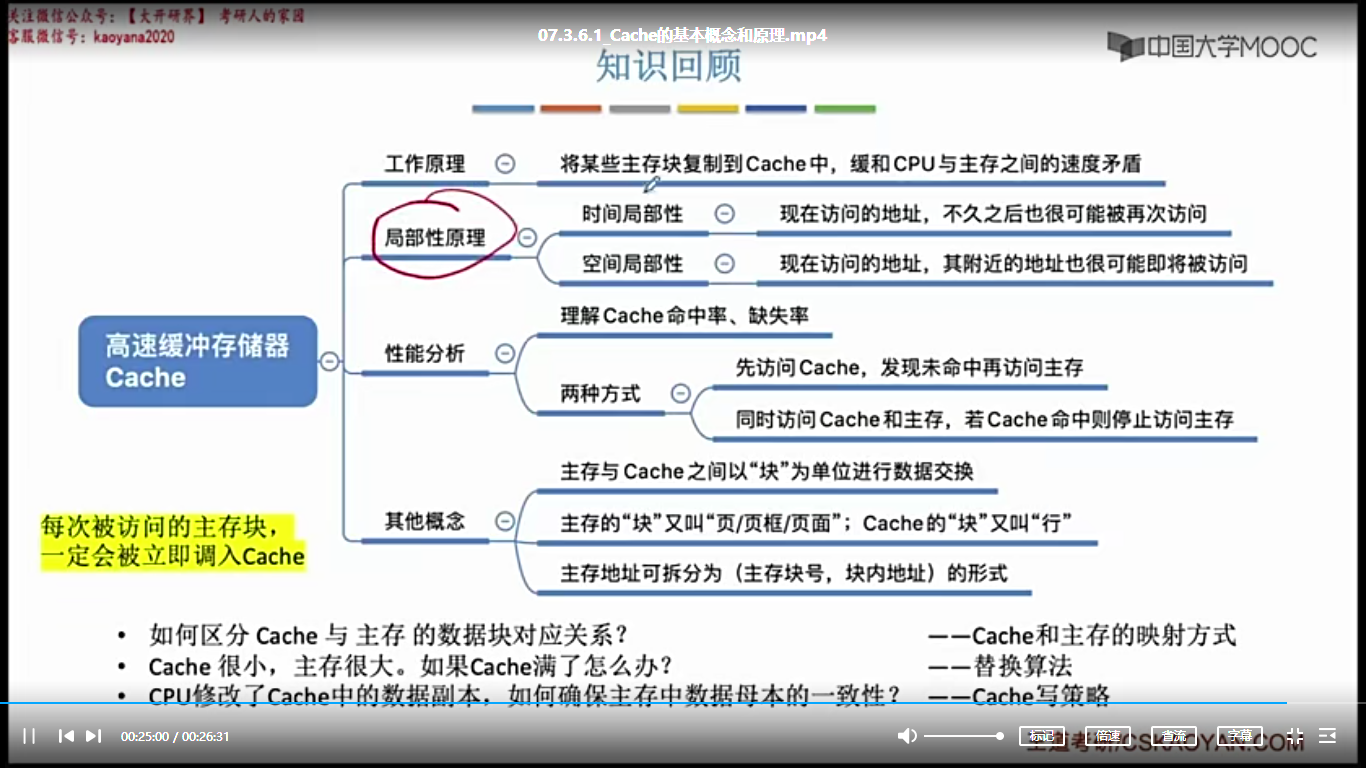 关注微信公众号：【大开研界】 考研人的家园
客服微信号：kaoyana2020
07.3.6.1_Cache的基本概念和原理.mp4
中国大学MOOC
知识回顾
工作原理
将某些主存块复制到Cache中，缓和CPU与主存之间的速度矛盾
局部性原理
时间局部性
现在访问的地址，不久之后也很可能被再次访问
空间局部性
现在访问的地址，其附近的地址也很可能即将被访问
高速缓冲存储器
Cache
性能分析
理解Cache命中率、缺失率
两种方式
先访问Cache，发现未命中再访问主存
同时访问Cache和主存，若Cache命中则停止访问主存
其他概念
主存与Cache之间以“块”为单位进行数据交换
主存的“块”又叫“页/页框/页面”；Cache的“块”又叫“行”
主存地址可拆分为（主存块号，块内地址）的形式
每次被访问的主存块，
一定会被立即调入Cache
• 如何区分 Cache 与 主存 的数据块对应关系？ ——Cache和主存的映射方式
• Cache 很小，主存很大。如果Cache满了怎么办？ ——替换算法
• CPU修改了Cache中的数据副本，如何确保主存中数据母本的一致性？ ——Cache写策略
00:25:00 / 00:26:31
标记
倍速
查流
字幕
王道考研/CSKAOYAN.COM